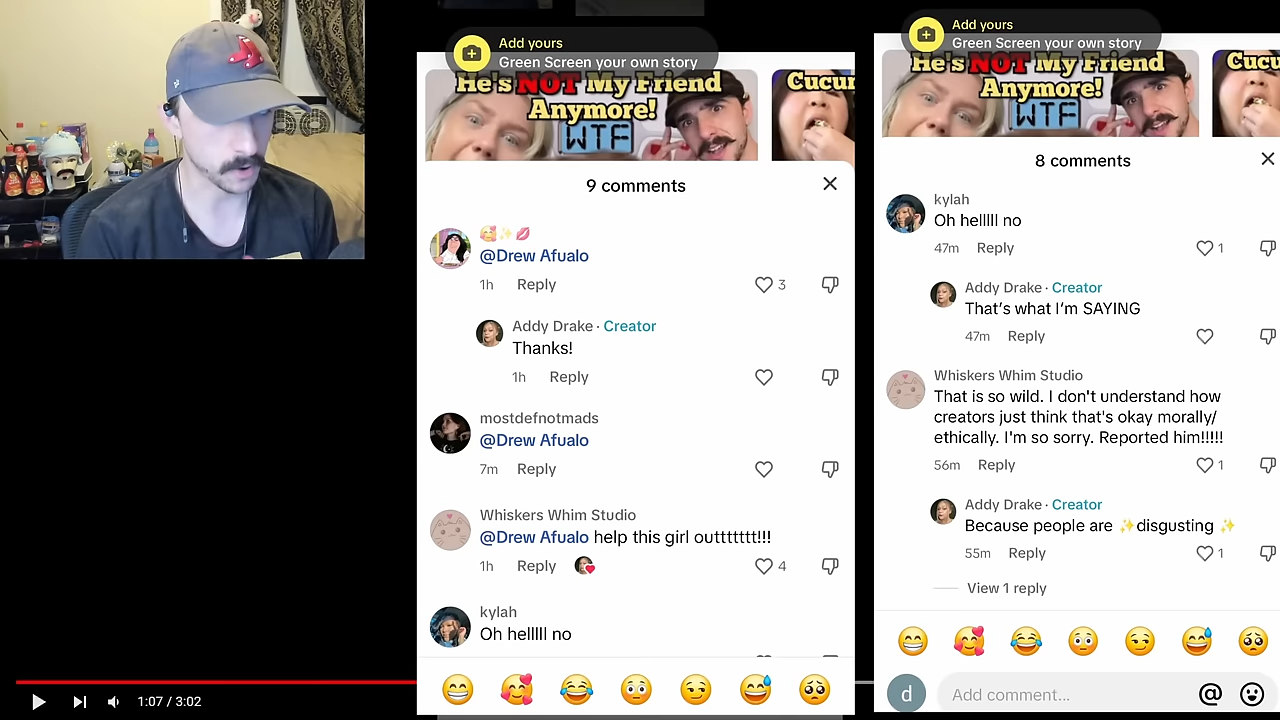 Add yours
Green Screen your own story
He's NOT My Friend
Anymore!
WTF
Cucum
9 comments
@Drew Afualo
1h Reply 3
Addy Drake · Creator
Thanks!
1h Reply
mostdefnotmads
@Drew Afualo
7m Reply
Whiskers Whim Studio
@Drew Afualo help this girl outttttt!!!
1h Reply 4
kylah
Oh helllll no
Add yours
Green Screen your own story
He's NOT My Friend
Anymore!
WTF
Cucu
8 comments
kylah
Oh helllll no
47m Reply 1
Addy Drake · Creator
That's what I'm SAYING
47m Reply
Whiskers Whim Studio
That is so wild. I don't understand how
creators just think that's okay morally/
ethically. I'm so sorry. Reported him!!!!!
56m Reply 1
Addy Drake · Creator
Because people are ✨disgusting ✨
55m Reply 1
View 1 reply
d
Add comment...
@
1:07 / 3:02